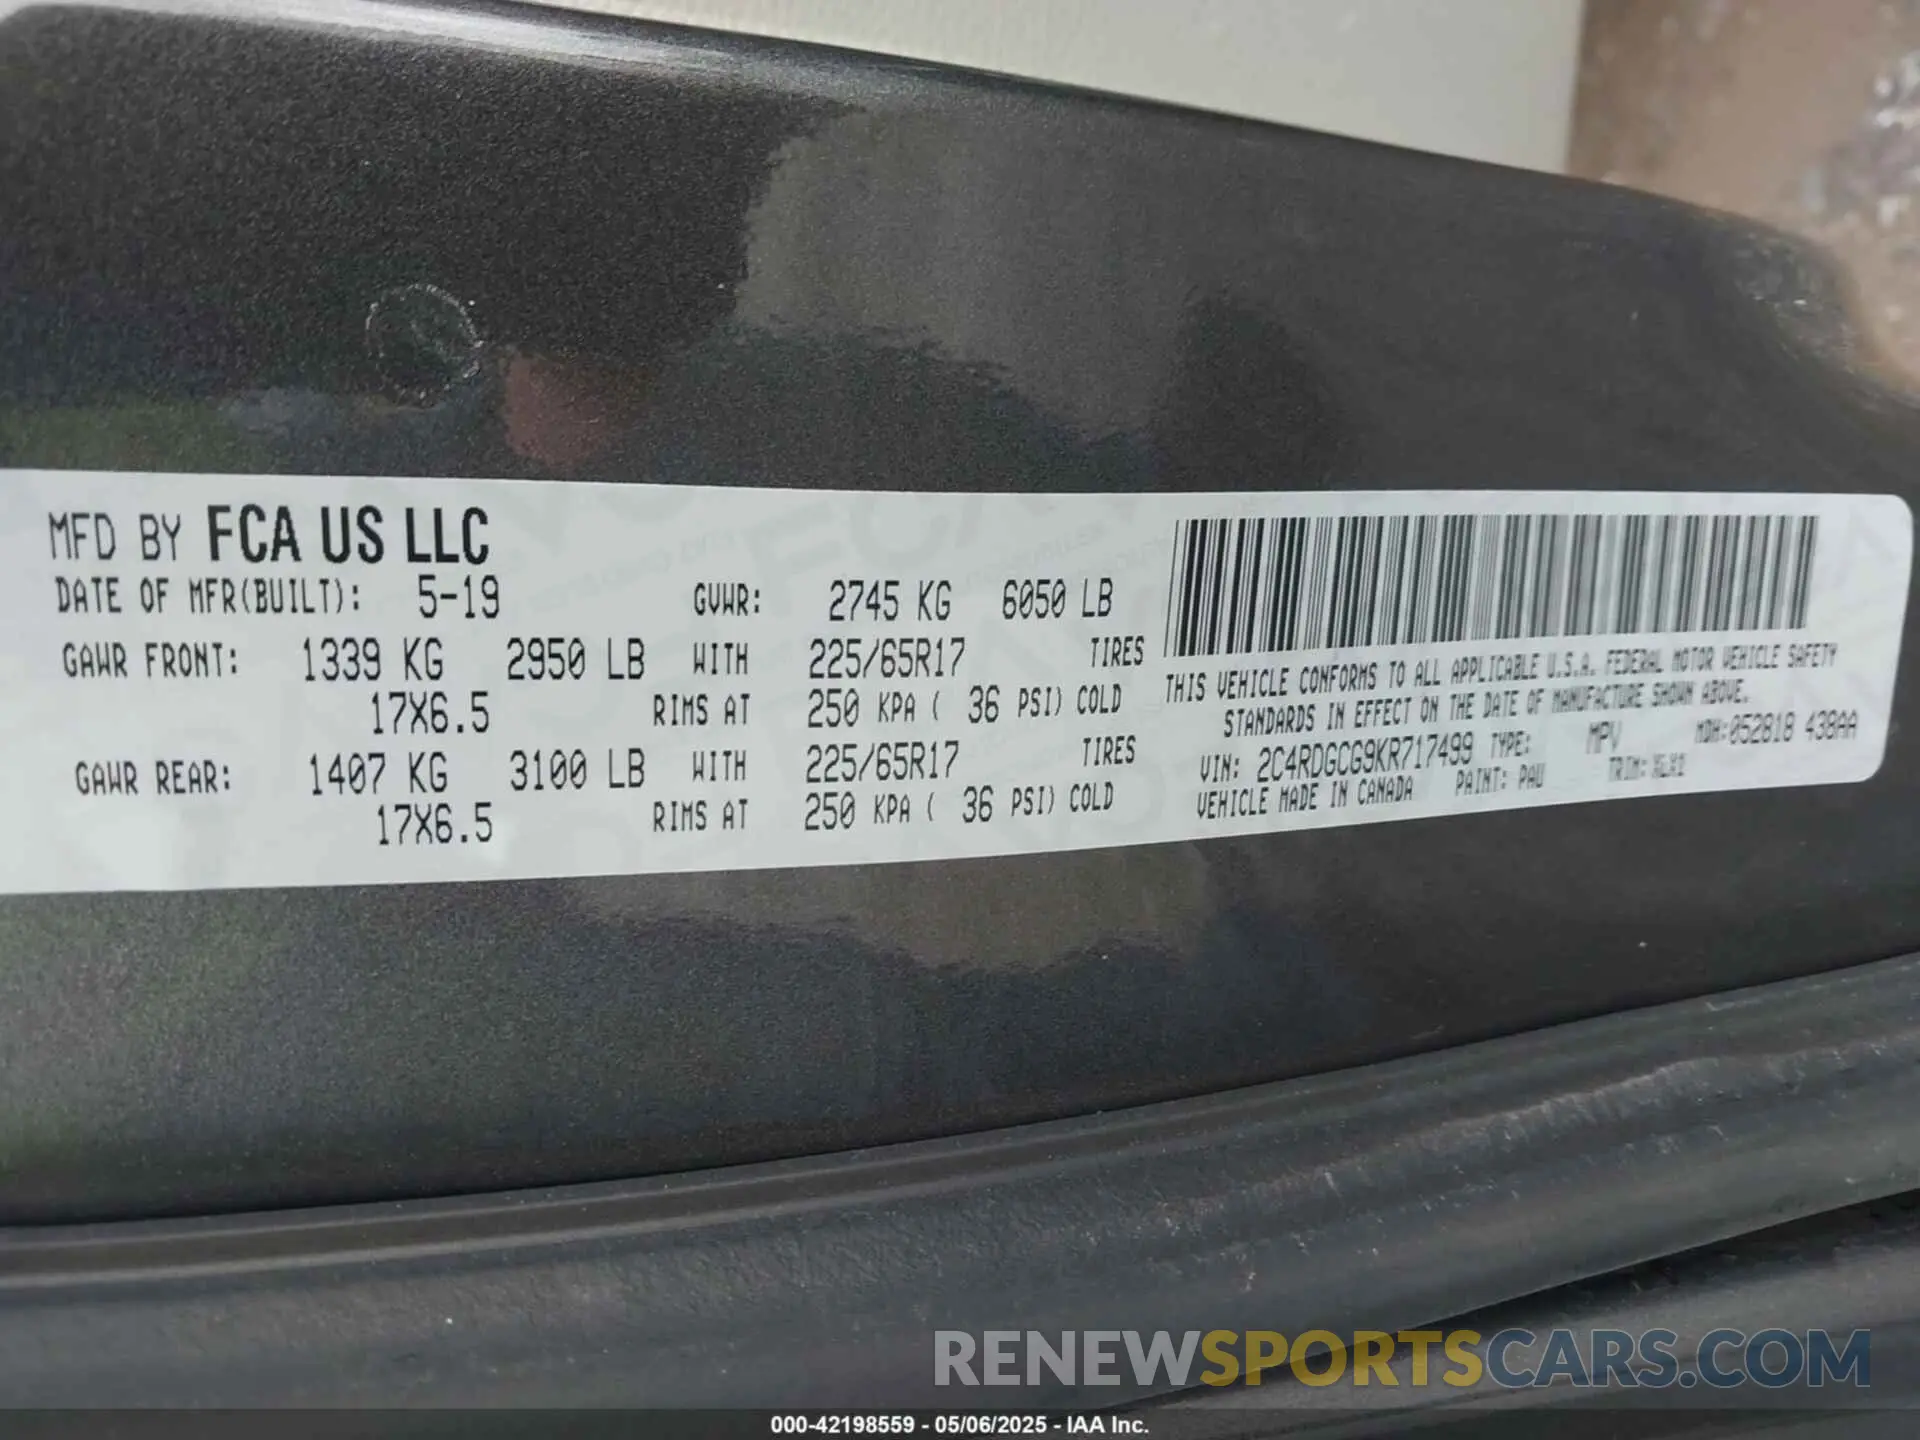 MFD BY FCA US LLC
DATE OF MFR(BUILT): 5-19 GVWR: 2745 KG 6050 LB
GAWR FRONT: 1339 KG 2950 LB WITH 225/65R17 TIRES
17X6.5 RIMS AT 250 KPA ( 36 PSI) COLD
GAWR REAR: 1407 KG 3100 LB WITH 225/65R17 TIRES
17X6.5 RIMS AT 250 KPA ( 36 PSI) COLD
THIS VEHICLE CONFORMS TO ALL APPLICABLE U.S.A. FEDERAL MOTOR VEHICLE SAFETY
STANDARDS IN EFFECT ON THE DATE OF MANUFACTURE SHOWN ABOVE.
VIN: 2C4RDGCG9KR717499 TYPE: MPV MDH:052818 438AA
VEHICLE MADE IN CANADA PAINT: PAU TRIM:
RENEWSPORTSCARS.COM
000-42198559 - 05/06/2025 - IAA Inc.